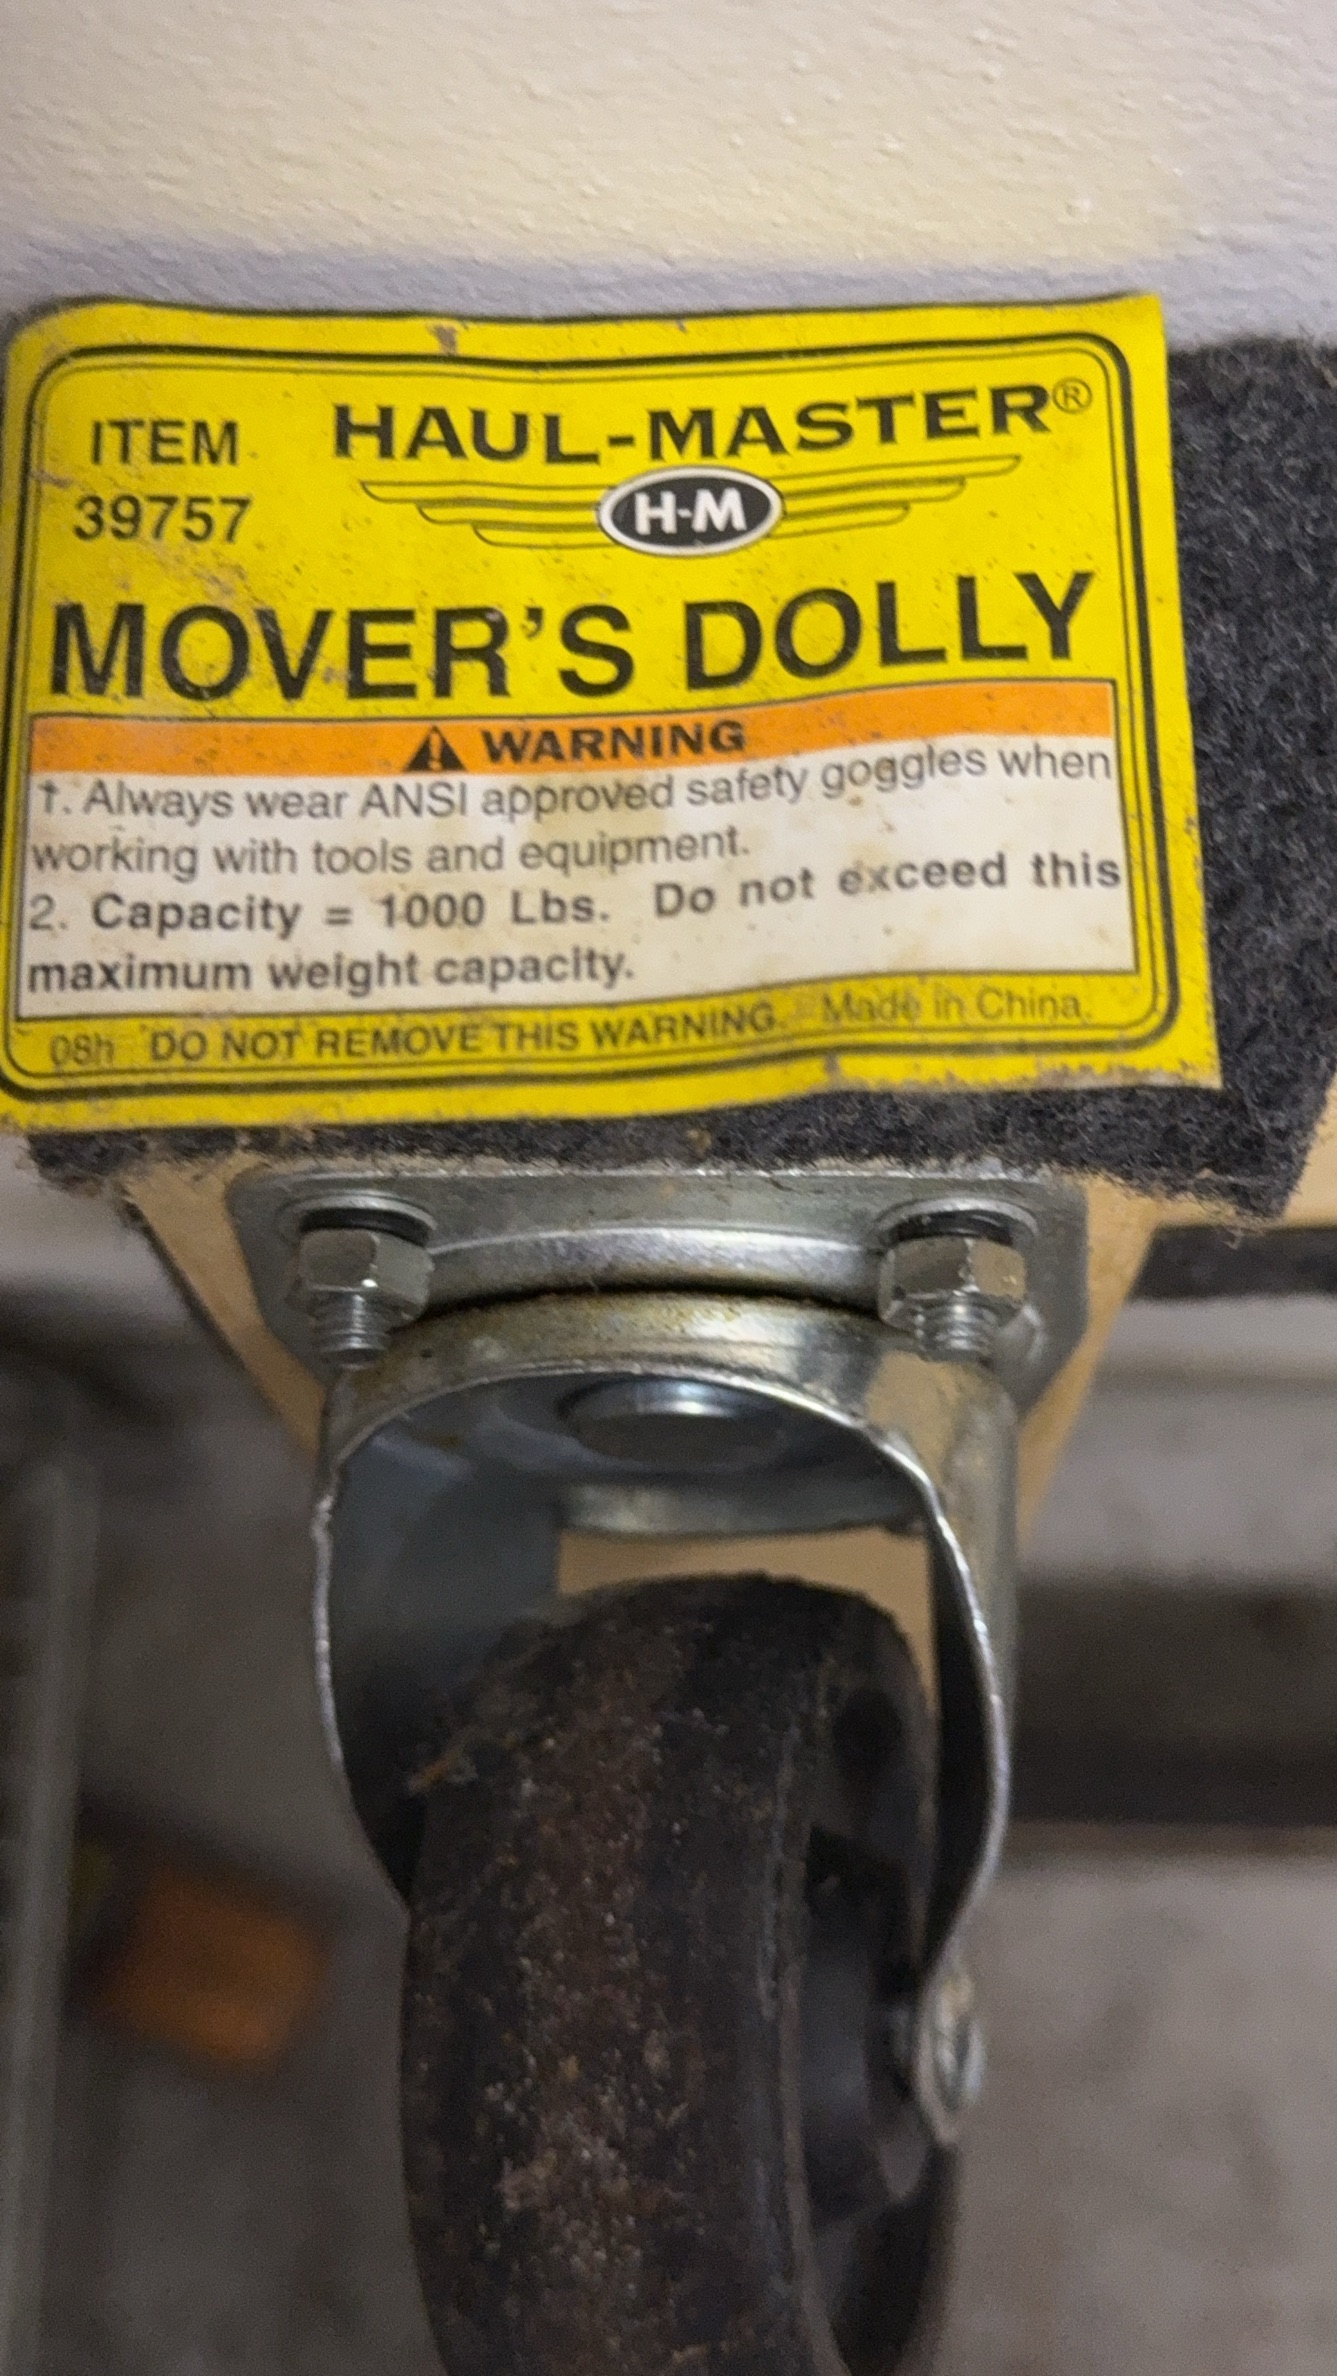 ITEM
39757
HAUL-MASTER®
H-M
MOVER'S DOLLY
WARNING
1. Always wear ANSI approved safety goggles when
working with tools and equipment.
2. Capacity = 1000 Lbs. Do not exceed this
maximum weight capacity.
08h DO NOT REMOVE THIS WARNING. Made in China.